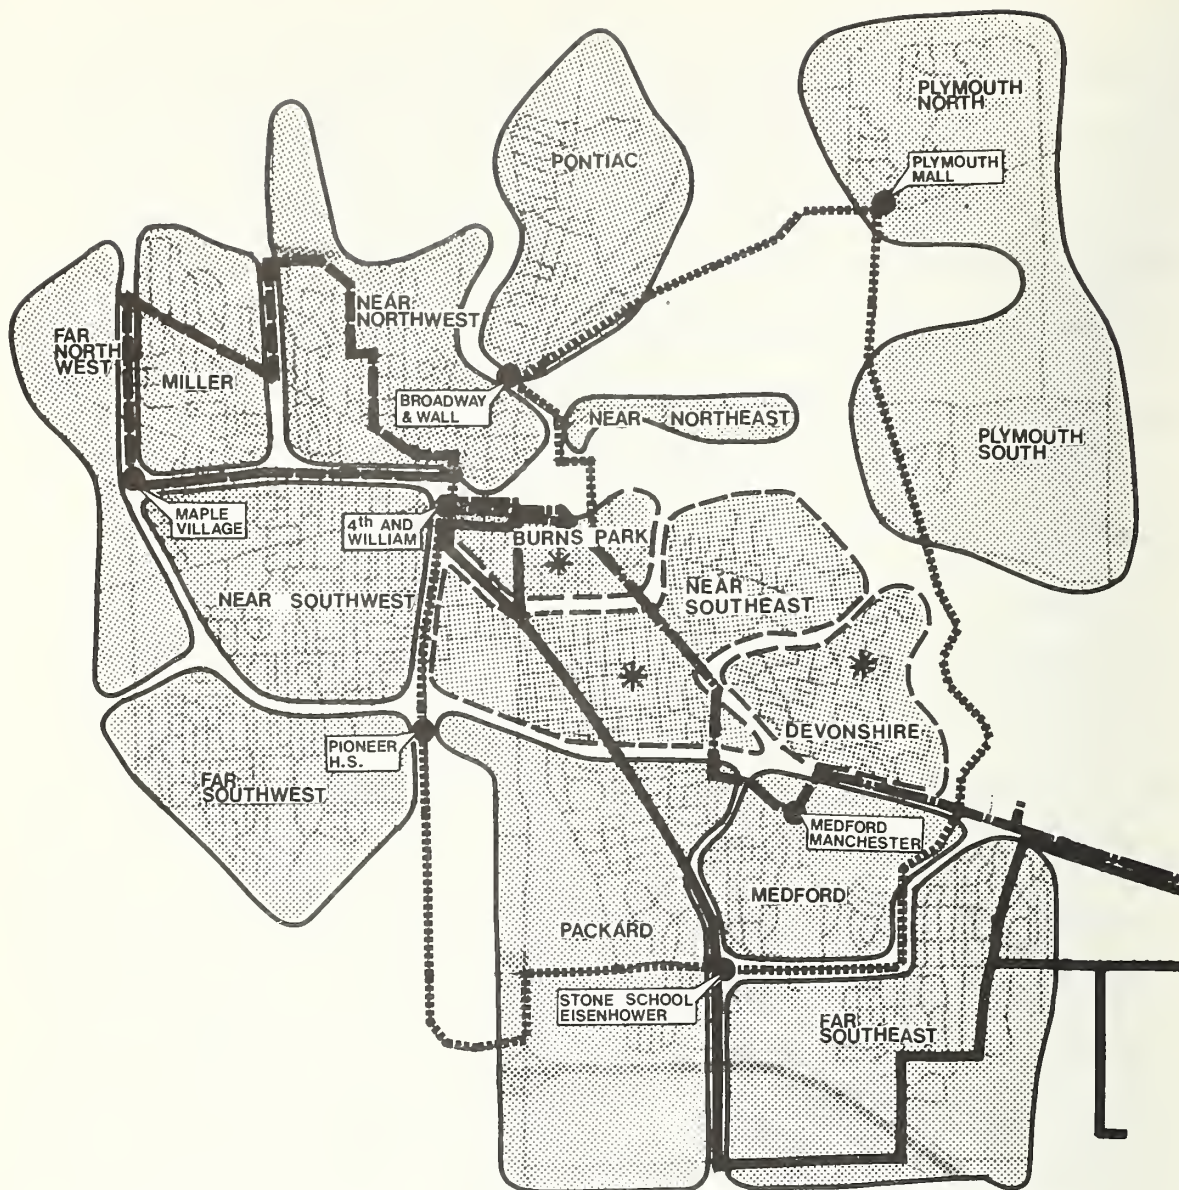 PLYMOUTH
NORTH
PONTIAC
PLYMOUTH
MALL
NEAR
NORTHWEST
FAR
NORTH
WEST
MILLER
BROADWAY
& WALL
NEAR NORTHEAST
PLYMOUTH
SOUTH
MAPLE
VILLAGE
4th AND
WILLIAM
BURNS PARK
NEAR SOUTHWEST
NEAR
SOUTHEAST
PIONEER
H.S.
DEVONSHIRE
FAR
SOUTHWEST
MEDFORD
MANCHESTER
MEDFORD
PACKARD
STONE SCHOOL
EISENHOWER
FAR
SOUTHEAST